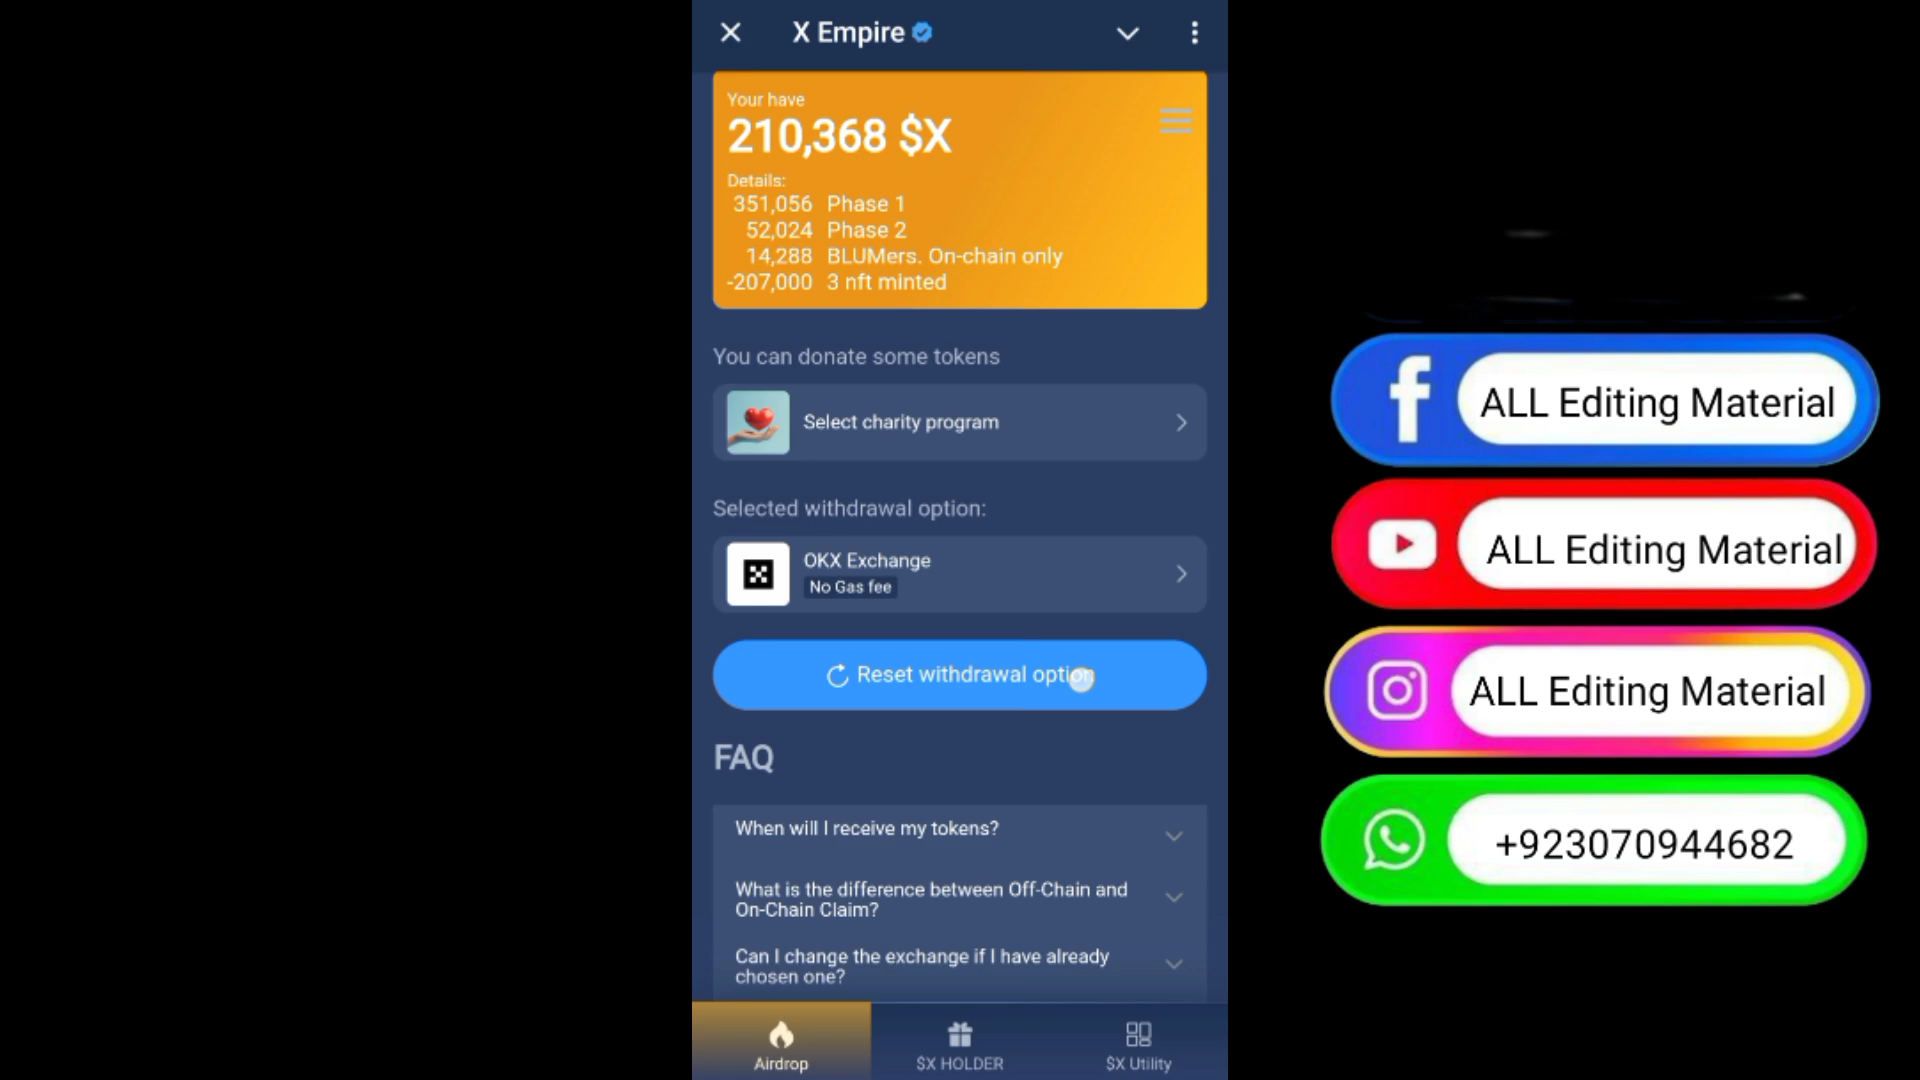 X Empire
Your have
210,368 $X
Details:
351,056 Phase 1
52,024 Phase 2
14,288 BLUMers. On-chain only
-207,000 3 nft minted
You can donate some tokens
Select charity program
Selected withdrawal option:
OKX Exchange
No Gas fee
Reset withdrawal option
FAQ
When will I receive my tokens?
What is the difference between Off-Chain and
On-Chain Claim?
Can I change the exchange if I have already
chosen one?
Airdrop
$X HOLDER
$X Utility
ALL Editing Material
ALL Editing Material
ALL Editing Material
+923070944682